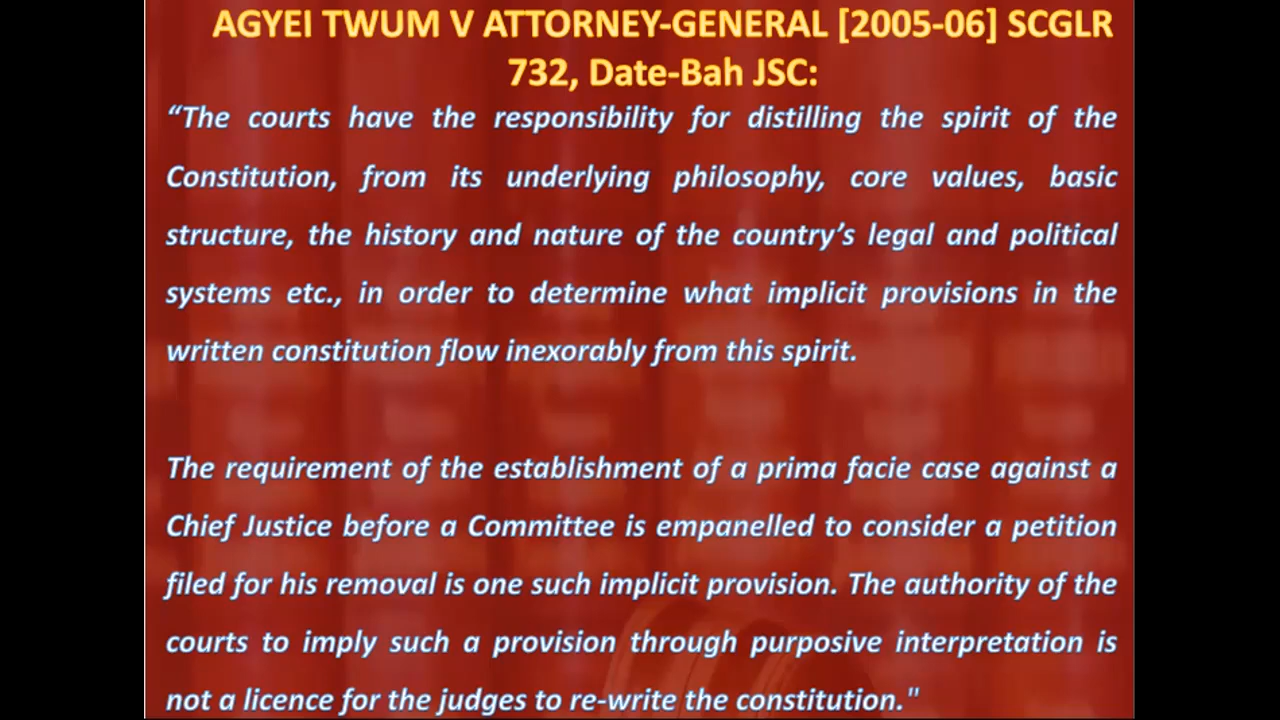 AGYEI TWUM V ATTORNEY-GENERAL [2005-06] SCGLR
732, Date-Bah JSC:
“The courts have the responsibility for distilling the spirit of the
Constitution, from its underlying philosophy, core values, basic
structure, the history and nature of the country’s legal and political
systems etc., in order to determine what implicit provisions in the
written constitution flow inexorably from this spirit.
The requirement of the establishment of a prima facie case against a
Chief Justice before a Committee is empanelled to consider a petition
filed for his removal is one such implicit provision. The authority of the
courts to imply such a provision through purposive interpretation is
not a licence for the judges to re-write the constitution."